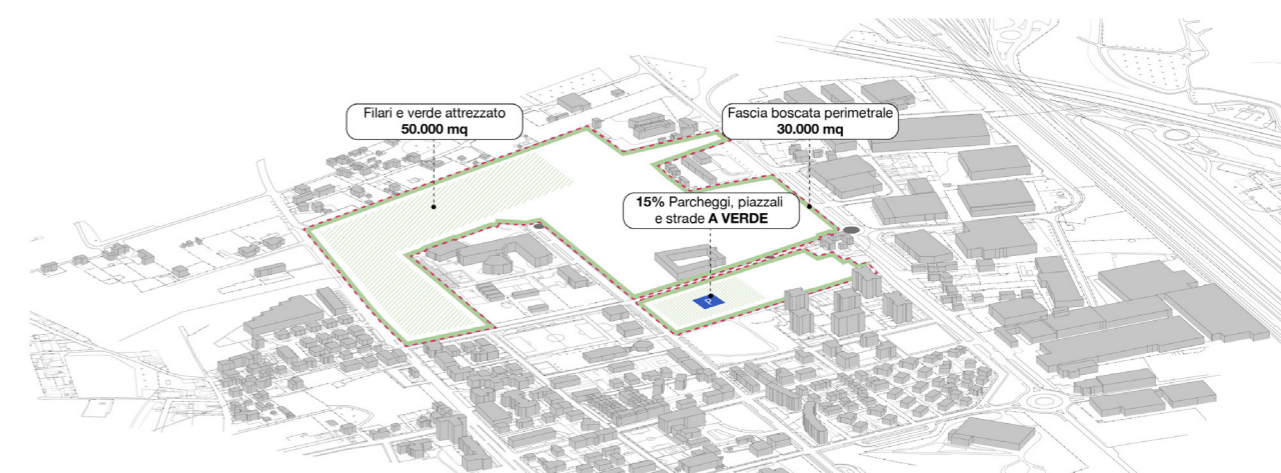 Filari e verde attrezzato
50.000 mq
Fascia boscata perimetrale
30.000 mq
15% Parcheggi, piazzali
e strade A VERDE
P